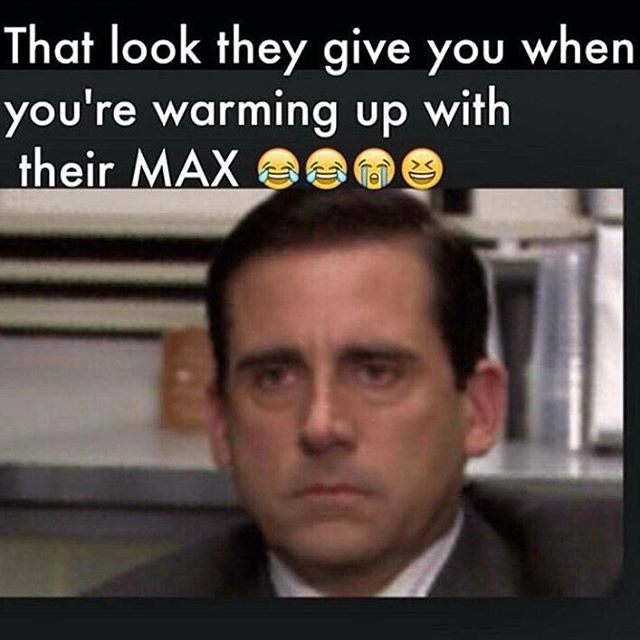 That look they give you when
you're warming up with
their MAX 😂😂😭😆